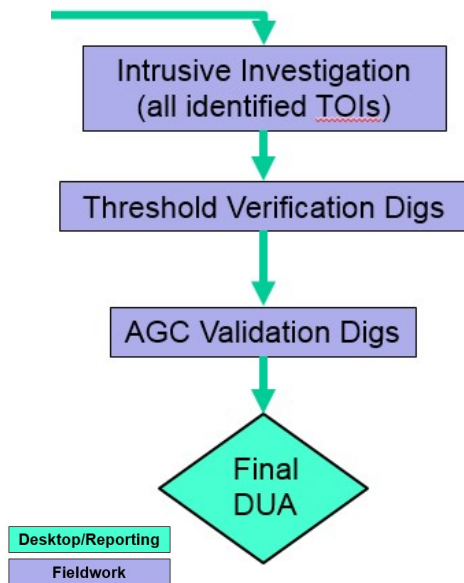 Intrusive Investigation
(all identified TOIs)
Threshold Verification Digs
AGC Validation Digs
Final
DUA
Desktop/Reporting
Fieldwork